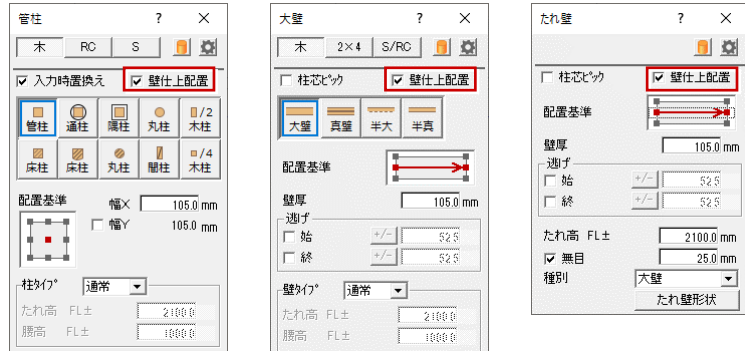 管柱 ? ×
木 RC S
入力時置換え 壁仕上配置
管柱 通柱 隅柱 丸柱 1/2木柱
床柱 床柱 丸柱 間柱 1/4木柱
配置基準 幅X 105.0 mm
幅Y 105.0 mm
柱ﾀｲﾌﾟ 通常
たれ高 FL± 2100.0
腰高 FL± 1000.0
大壁 ? ×
木 2×4 S/RC
柱芯ﾋﾟｯｸ 壁仕上配置
大壁 真壁 半大 半真
配置基準
壁厚 105.0 mm
逃げ
始 +/- 52.5
終 +/- 52.5
壁ﾀｲﾌﾟ 通常
たれ高 FL± 2100.0
腰高 FL± 1000.0
たれ壁 ? ×
柱芯ﾋﾟｯｸ 壁仕上配置
配置基準
壁厚 105.0 mm
逃げ
始 +/- 52.5
終 +/- 52.5
たれ高 FL± 2100.0 mm
無目 25.0 mm
種別 大壁
たれ壁形状